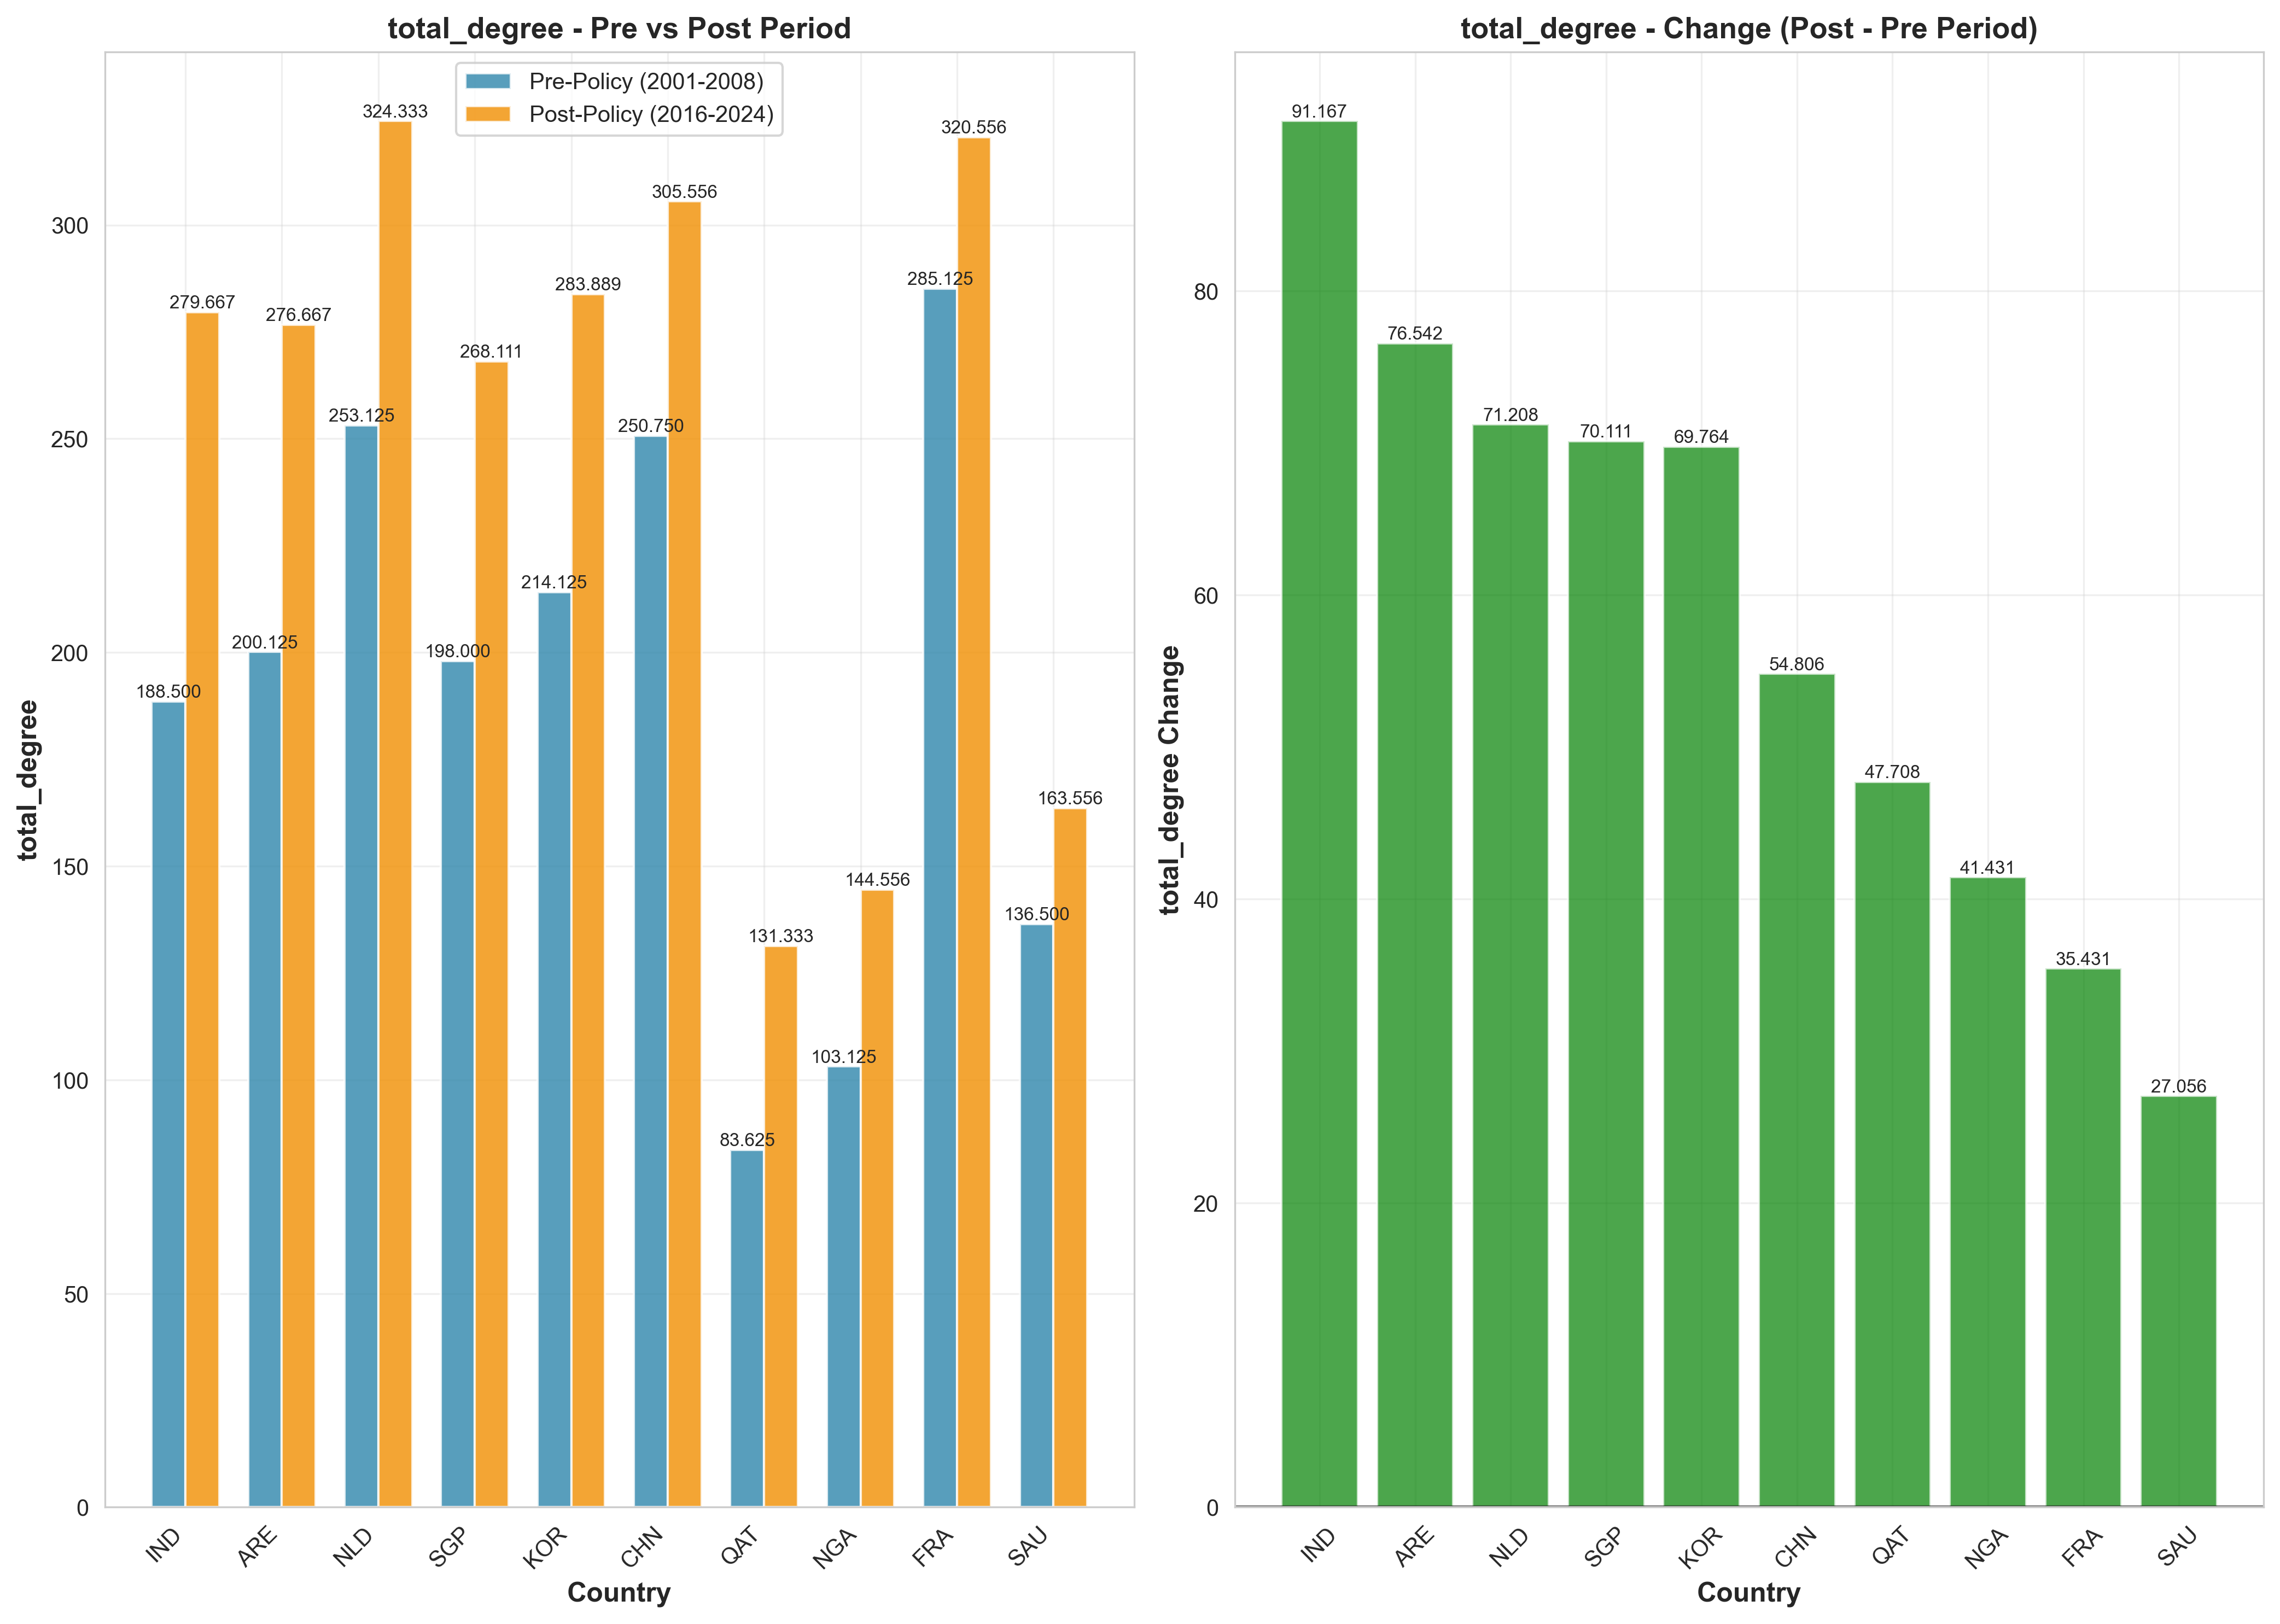 total_degree - Pre vs Post Period
Pre-Policy (2001-2008)
Post-Policy (2016-2024)
total_degree
300
250
200
150
100
50
0
188.500
279.667
200.125
276.667
253.125
324.333
198.000
268.111
214.125
283.889
250.750
305.556
83.625
131.333
103.125
144.556
285.125
320.556
136.500
163.556
IND
ARE
NLD
SGP
KOR
CHN
QAT
NGA
FRA
SAU
Country
total_degree - Change (Post - Pre Period)
total_degree Change
80
60
40
20
0
91.167
76.542
71.208
70.111
69.764
54.806
47.708
41.431
35.431
27.056
IND
ARE
NLD
SGP
KOR
CHN
QAT
NGA
FRA
SAU
Country